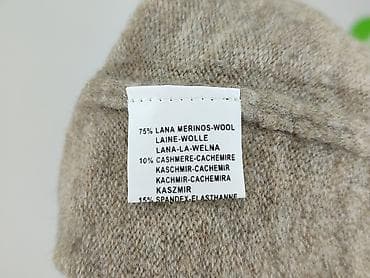 75% LANA MERINOS-WOOL
LAINE-WOLLE
LANA-LA-WELNA
10% CASHMERE-CACHEMIRE
KASCHMIR-CACHEMIR
KACHMIR-CACHEMIRA
KASZMIR
15% SPANDEX-ELASTHANNE